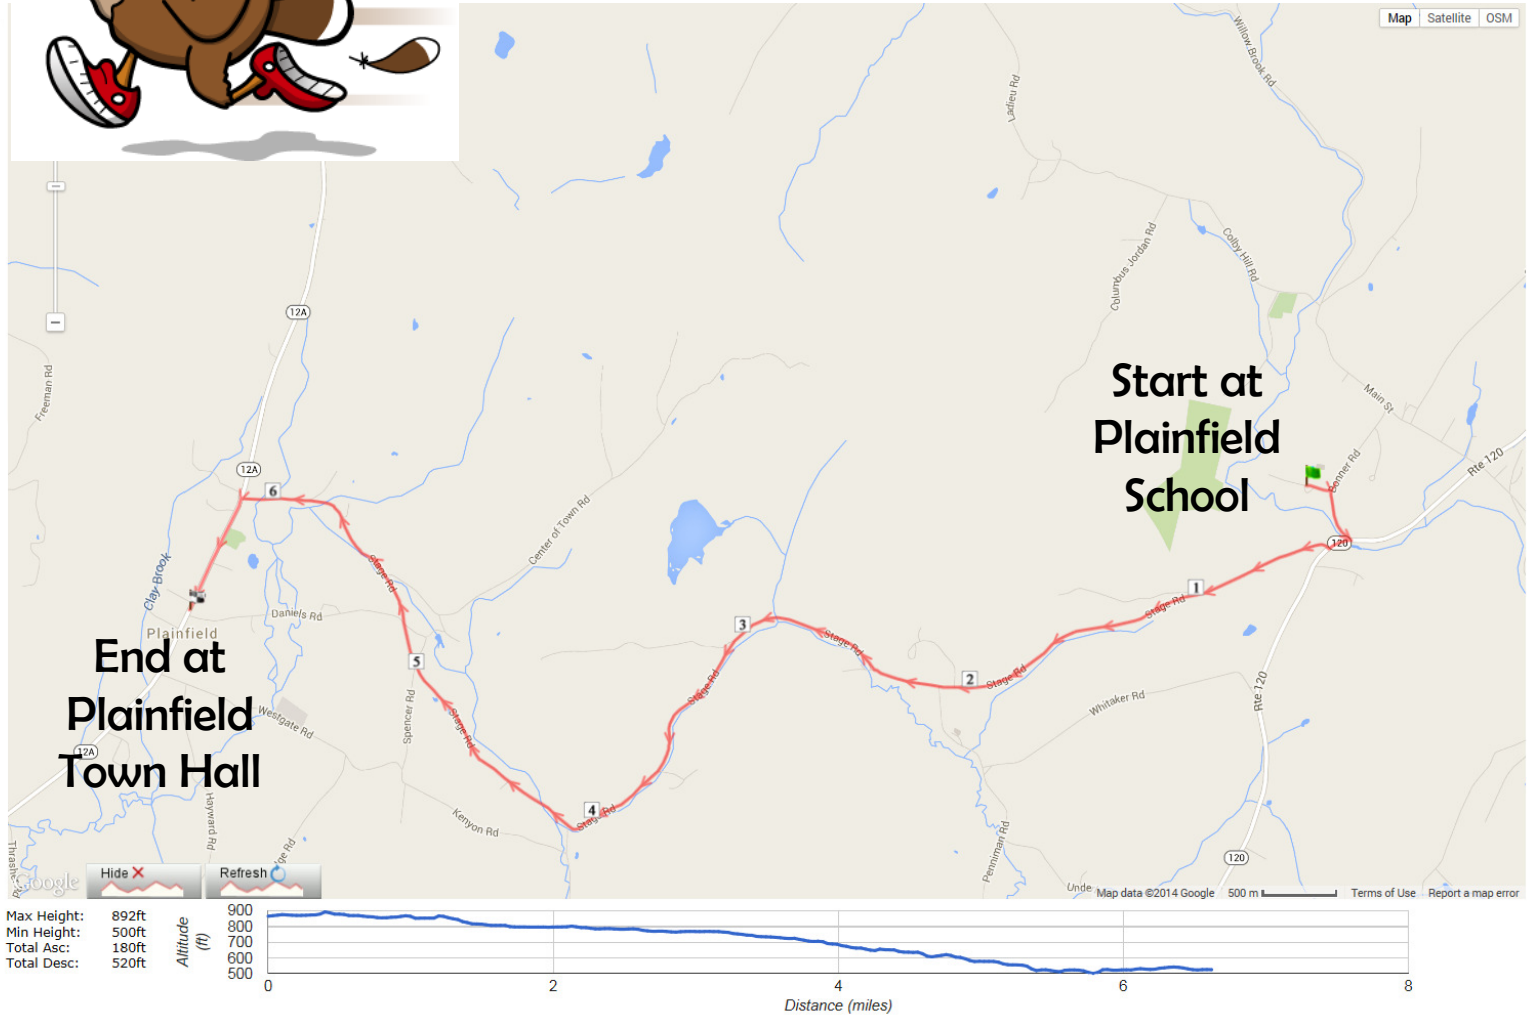 Map
Satellite
OSM
Willow Brook Rd
Ladieu Rd
Columbus Jordan Rd
Colby Hill Rd
12A
Freeman Rd
Start at
Plainfield
School
Main St
Bonner Rd
Rte 120
12A
6
Center of Town Rd
120
Clay Brook
Stage Rd
1
Stage Rd
Daniels Rd
Plainfield
3
Stage Rd
End at
Plainfield
Town Hall
5
2
Stage Rd
Stage Rd
Whitaker Rd
Rte 120
Spencer Rd
Westgate Rd
Stage Rd
12A
4
Stage Rd
Hayward Rd
Kenyon Rd
Penniman Rd
120
ge Rd
Thrashe
Hide
Refresh
Google
Unde
Map data ©2014 Google
500 m
Terms of Use
Report a map error
Max Height: 892ft
Min Height: 500ft
Total Asc: 180ft
Total Desc: 520ft
Altitude
(ft)
900
800
700
600
500
0 2 4 6 8
Distance (miles)